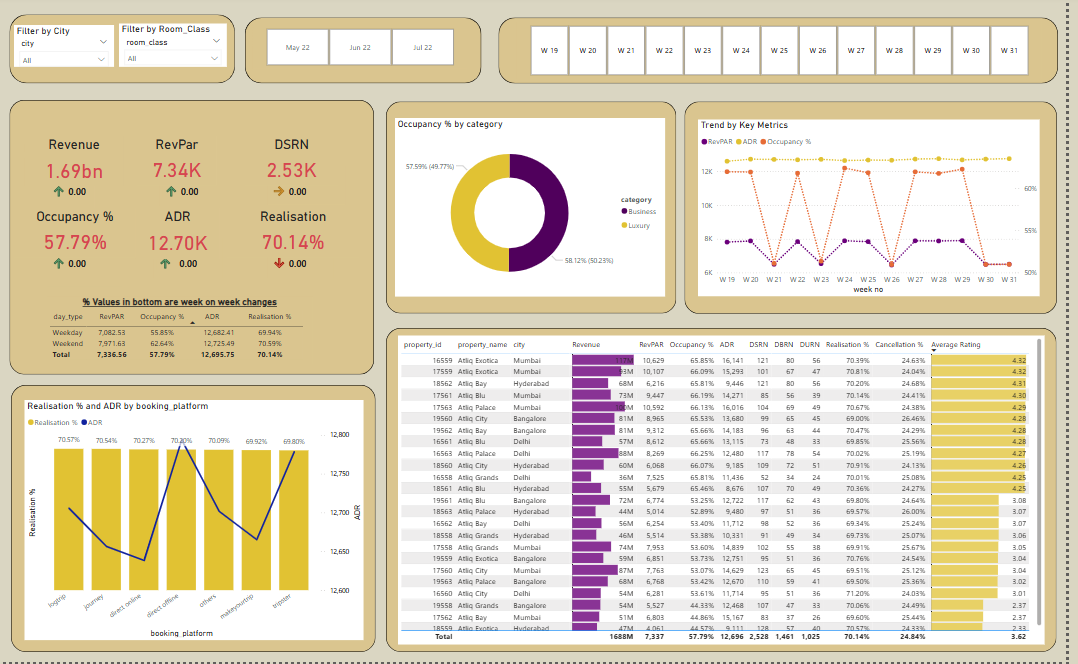 Filter by City
city
All
Filter by Room_Class
room_class
All
May 22 Jun 22 Jul 22
W 19 W 20 W 21 W 22 W 23 W 24 W 25 W 26 W 27 W 28 W 29 W 30 W 31
Revenue RevPar DSRN
1.69bn 7.34K 2.53K
0.00 0.00 0.00
Occupancy % ADR Realisation
57.79% 12.70K 70.14%
0.00 0.00 0.00
% Values in bottom are week on week changes
day_type RevPAR Occupancy % ADR Realisation %
Weekday 7,082.53 55.85% 12,682.41 69.94%
Weekend 7,971.63 62.64% 12,725.49 70.59%
Total 7,336.56 57.79% 12,695.75 70.14%
Occupancy % by category
57.59% (49.77%)
58.12% (50.23%)
category
Business
Luxury
Trend by Key Metrics
RevPAR ADR Occupancy %
12K
10K
8K
6K
60%
55%
50%
W 19 W 20 W 21 W 22 W 23 W 24 W 25 W 26 W 27 W 28 W 29 W 30 W 31
week no
Realisation % and ADR by booking_platform
Realisation % ADR
70.57% 70.54% 70.27% 70.20% 70.09% 69.92% 69.80%
12,800
12,750
12,700
12,650
12,600
Realisation %
ADR
logtrip journey direct online direct offline others makeyourtrip tripster
booking_platform
property_id property_name city Revenue RevPAR Occupancy % ADR DSRN DBRN DURN Realisation % Cancellation % Average Rating
16559 Atliq Exotica Mumbai 117M 10,629 65.85% 16,141 121 80 56 70.39% 24.63% 4.32
17559 Atliq Exotica Mumbai 93M 10,107 66.09% 15,293 101 67 47 70.81% 24.04% 4.32
18562 Atliq Bay Hyderabad 68M 6,216 65.81% 9,446 121 80 56 70.20% 24.68% 4.31
17561 Atliq Blu Mumbai 73M 9,447 66.19% 14,271 85 56 39 70.14% 24.41% 4.30
17563 Atliq Palace Mumbai 10,592 66.13% 16,016 104 69 49 70.67% 24.38% 4.29
19560 Atliq City Bangalore 81M 8,965 65.53% 13,680 99 65 45 69.00% 26.46% 4.28
19562 Atliq Bay Bangalore 81M 9,312 65.66% 14,183 96 63 44 70.47% 24.29% 4.28
16561 Atliq Blu Delhi 57M 8,612 65.66% 13,115 73 48 33 69.85% 25.56% 4.28
16563 Atliq Palace Delhi 88M 8,269 66.25% 12,480 117 78 54 70.02% 25.19% 4.27
18560 Atliq City Hyderabad 60M 6,068 66.07% 9,185 109 72 51 70.91% 24.13% 4.26
16558 Atliq Grands Delhi 36M 7,525 65.81% 11,436 52 34 24 70.01% 25.08% 4.25
18561 Atliq Blu Hyderabad 55M 5,679 65.46% 8,676 107 70 49 70.36% 24.27% 4.25
19561 Atliq Blu Bangalore 72M 6,774 53.25% 12,722 117 62 43 69.80% 24.64% 3.08
18563 Atliq Palace Hyderabad 44M 5,014 52.89% 9,480 97 51 36 69.57% 26.00% 3.07
16562 Atliq Bay Delhi 56M 6,254 53.40% 11,712 98 52 36 69.34% 25.24% 3.07
18558 Atliq Grands Hyderabad 46M 5,514 53.38% 10,331 91 49 34 69.73% 25.07% 3.06
17558 Atliq Grands Mumbai 74M 7,953 53.60% 14,839 102 55 38 69.91% 25.67% 3.05
19559 Atliq Exotica Bangalore 59M 6,851 53.73% 12,751 95 51 36 70.76% 24.54% 3.04
17560 Atliq City Mumbai 87M 7,763 53.07% 14,629 123 65 45 69.51% 25.12% 3.04
19563 Atliq Palace Bangalore 68M 6,768 53.42% 12,670 110 59 41 69.50% 25.36% 3.02
16560 Atliq City Delhi 54M 6,281 53.61% 11,714 95 51 36 71.20% 24.03% 3.01
19558 Atliq Grands Bangalore 54M 5,527 44.33% 12,468 107 47 33 70.06% 24.49% 2.37
17562 Atliq Bay Mumbai 51M 6,803 44.86% 15,167 83 37 26 69.60% 25.44% 2.37
18559 Atliq Exotica Hyderabad 47M 4,061 44.57% 9,111 128 57 40 70.57% 24.33% 2.33
Total 1688M 7,337 57.79% 12,696 2,528 1,461 1,025 70.14% 24.84% 3.62